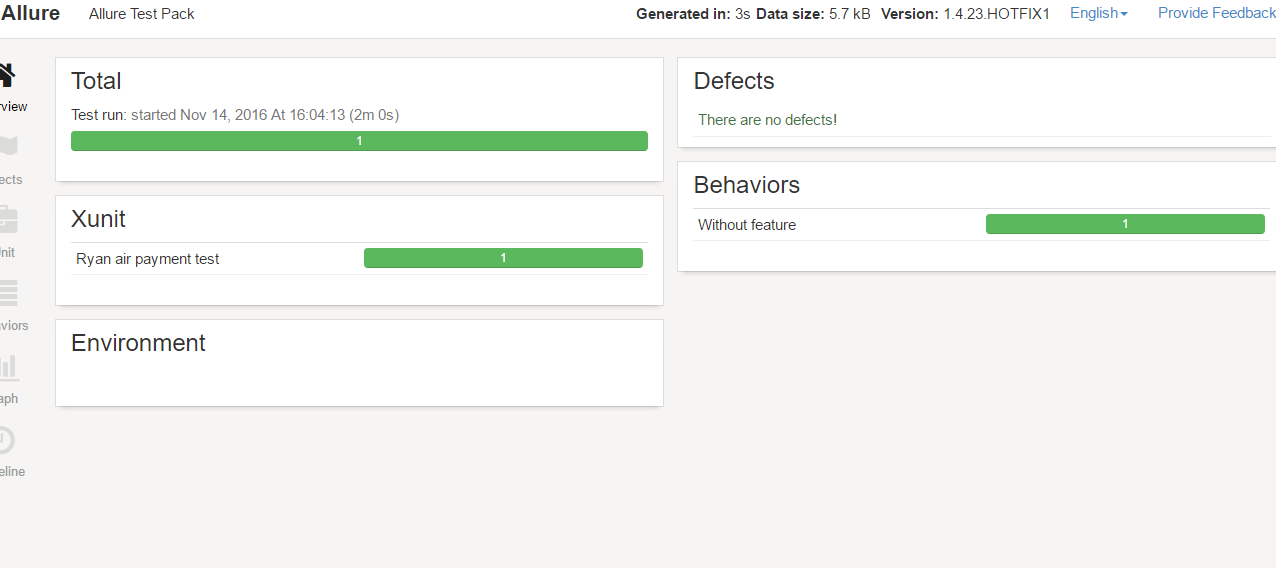 Allure Allure Test Pack Generated in: 3s Data size: 5.7 kB Version: 1.4.23.HOTFIX1 English Provide Feedback
Total
Test run: started Nov 14, 2016 At 16:04:13 (2m 0s)
1
Xunit
Ryan air payment test 1
Environment
Defects
There are no defects!
Behaviors
Without feature 1
rview
ects
nit
viors
aph
eline